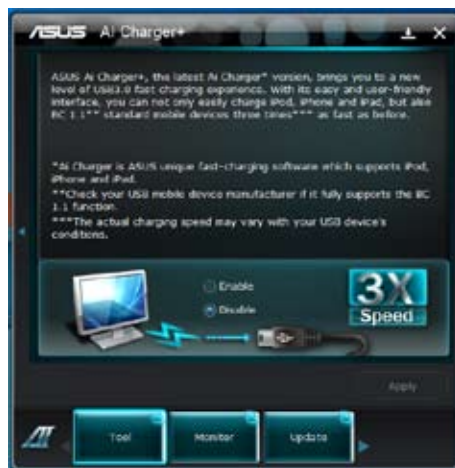 ASUS AI Charger+
ASUS Ai Charger+, the latest Ai Charger* version, brings you to a new
level of USB3.0 fast charging experience. With its easy and user-friendly
interface, you can not only easily charge iPod, iPhone and iPad, but also
BC 1.1** standard mobile devices three times*** as fast as before.
*Ai Charger is ASUS unique fast-charging software which supports iPod,
iPhone and iPad.
**Check your USB mobile device manufacturer if it fully supports the BC
1.1 function.
***The actual charging speed may vary with your USB device's
conditions.
Enable
Disable
3X
Speed
Apply
Tool
Monitor
Update